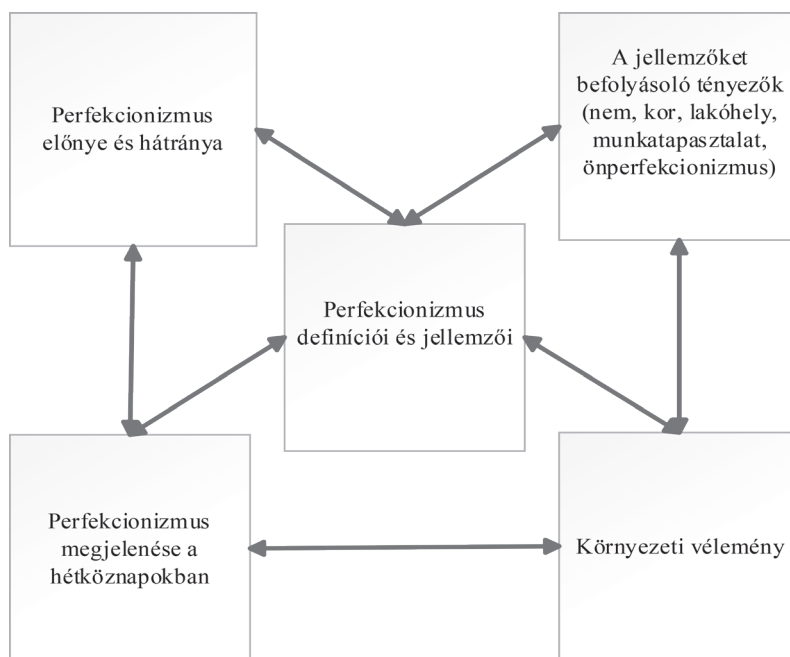 Perfekcionizmus
előnye és hátránya
A jellemzőket
befolyásoló tényezők
(nem, kor, lakóhely,
munkatapasztalat,
önperfekcionizmus)
Perfekcionizmus
definíciói és jellemzői
Perfekcionizmus
megjelenése a
hétköznapokban
Környezeti vélemény